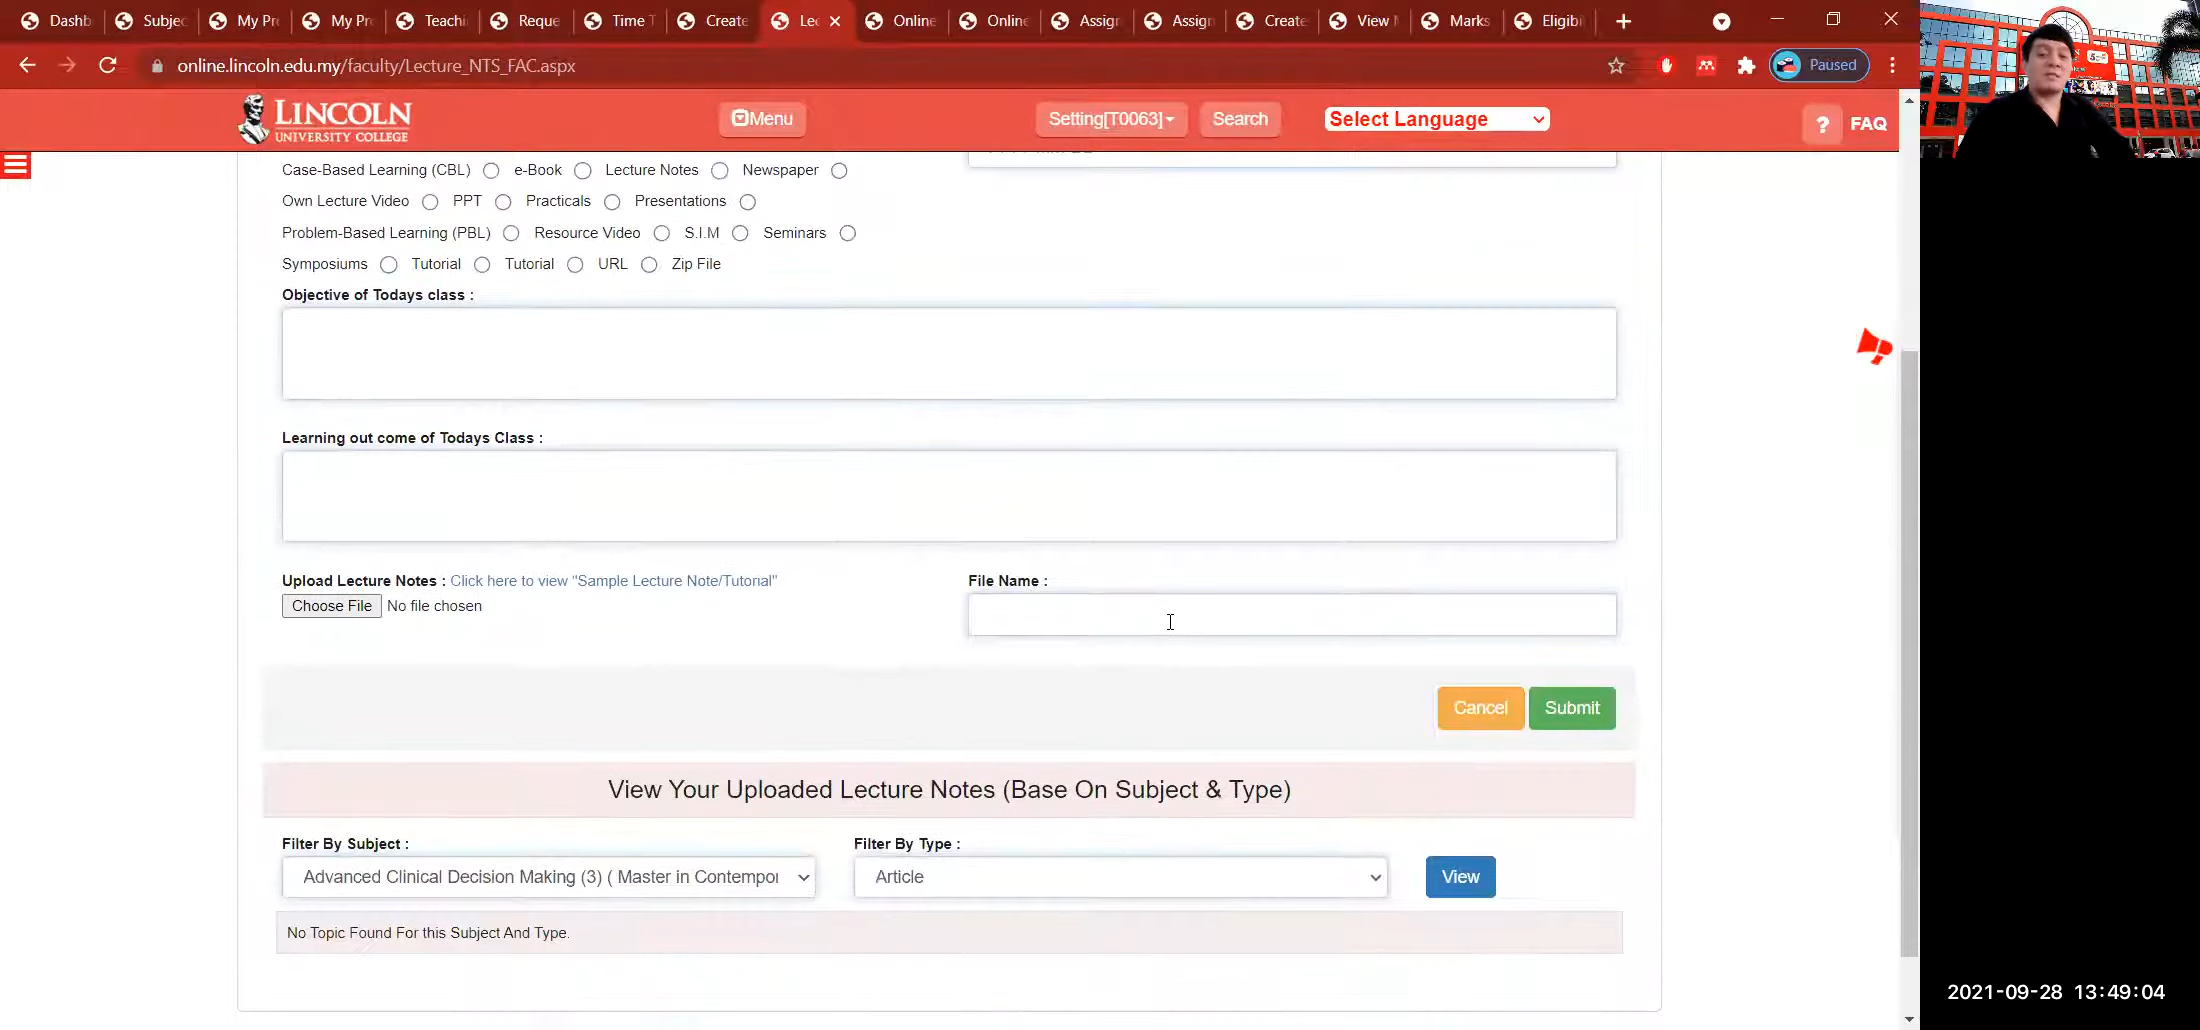 Dashb
Subjec
My Pro
My Pro
Teachi
Reque
Time T
Create
Lec
Online
Online
Assign
Assign
Create
View M
Marks
Eligibi
online.lincoln.edu.my/faculty/Lecture_NTS_FAC.aspx
Paused
LINCOLN
UNIVERSITY COLLEGE
Menu
Setting[T0063]
Search
Select Language
? FAQ
Case-Based Learning (CBL) e-Book Lecture Notes Newspaper
Own Lecture Video PPT Practicals Presentations
Problem-Based Learning (PBL) Resource Video S.I.M Seminars
Symposiums Tutorial Tutorial URL Zip File
Objective of Todays class :
Learning out come of Todays Class :
Upload Lecture Notes : Click here to view "Sample Lecture Note/Tutorial"
Choose File No file chosen
File Name :
Cancel
Submit
View Your Uploaded Lecture Notes (Base On Subject & Type)
Filter By Subject :
Filter By Type :
Advanced Clinical Decision Making (3) ( Master in Contempor
Article
View
No Topic Found For this Subject And Type.
2021-09-28 13:49:04